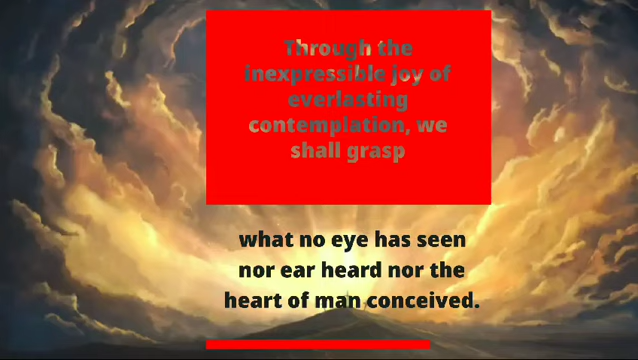 Through the
inexpressible joy of
everlasting
contemplation, we
shall grasp
what no eye has seen
nor ear heard nor the
heart of man conceived.